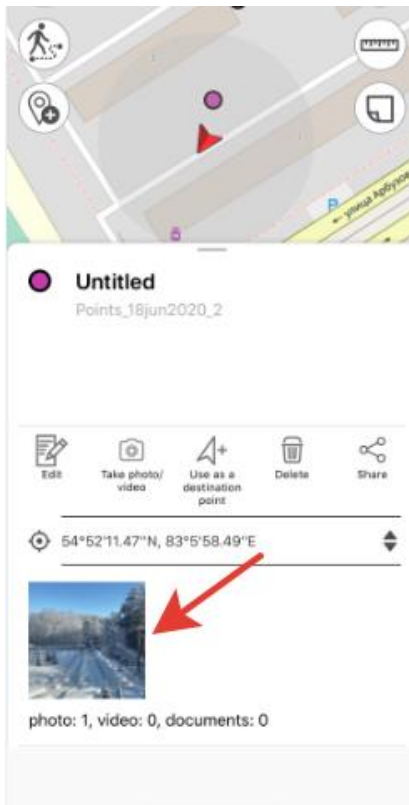 P
← улица Арбузова
Untitled
Points_18jun2020_2
Edit
Take photo/
video
Use as a
destination
point
Delete
Share
54°52'11.47"N, 83°5'58.49"E
photo: 1, video: 0, documents: 0